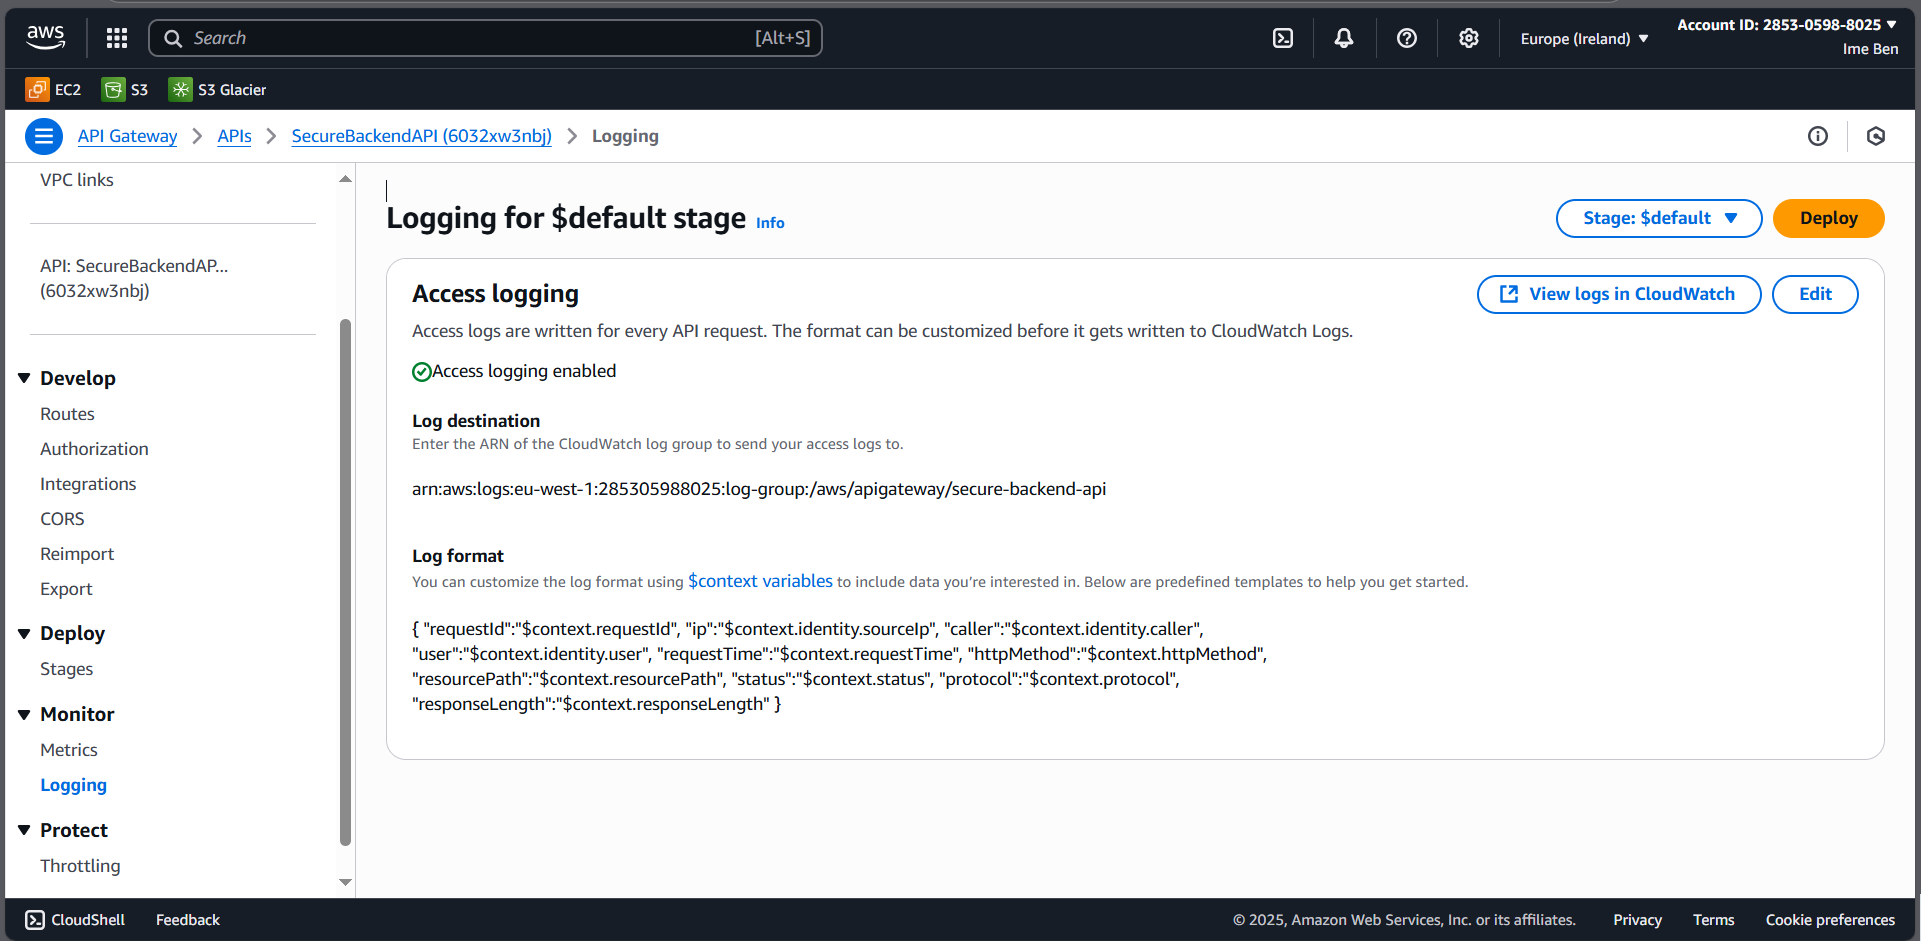 aws
Search
[Alt+S]
Europe (Ireland)
Account ID: 2853-0598-8025
Ime Ben
EC2
S3
S3 Glacier
API Gateway
APIs
SecureBackendAPI (6032xw3nbj)
Logging
VPC links
API: SecureBackendAP...
(6032xw3nbj)
Develop
Routes
Authorization
Integrations
CORS
Reimport
Export
Deploy
Stages
Monitor
Metrics
Logging
Protect
Throttling
Logging for $default stage Info
Stage: $default
Deploy
Access logging
View logs in CloudWatch
Edit
Access logs are written for every API request. The format can be customized before it gets written to CloudWatch Logs.
Access logging enabled
Log destination
Enter the ARN of the CloudWatch log group to send your access logs to.
arn:aws:logs:eu-west-1:285305988025:log-group:/aws/apigateway/secure-backend-api
Log format
You can customize the log format using $context variables to include data you're interested in. Below are predefined templates to help you get started.
{ "requestId":"$context.requestId", "ip":"$context.identity.sourceIp", "caller":"$context.identity.caller",
"user":"$context.identity.user", "requestTime":"$context.requestTime", "httpMethod":"$context.httpMethod",
"resourcePath":"$context.resourcePath", "status":"$context.status", "protocol":"$context.protocol",
"responseLength":"$context.responseLength" }
CloudShell
Feedback
© 2025, Amazon Web Services, Inc. or its affiliates.
Privacy
Terms
Cookie preferences